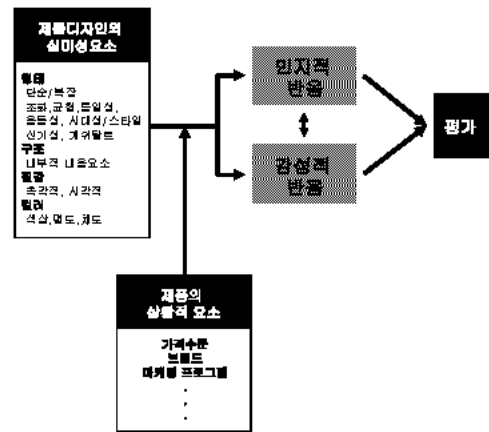 제품디자인의
심미성요소
형태
단순/복잡
조화,균형,통일성,
율동성, 시대성/스타일
신기성, 게쉬탈트
구조
내부적 내용요소
질감
촉각적, 시각적
컬러
색상,명도,채도
인지적
반응
감성적
반응
평가
제품의
상황적 요소
가격수준
브랜드
마케팅 프로그램
.
.
.